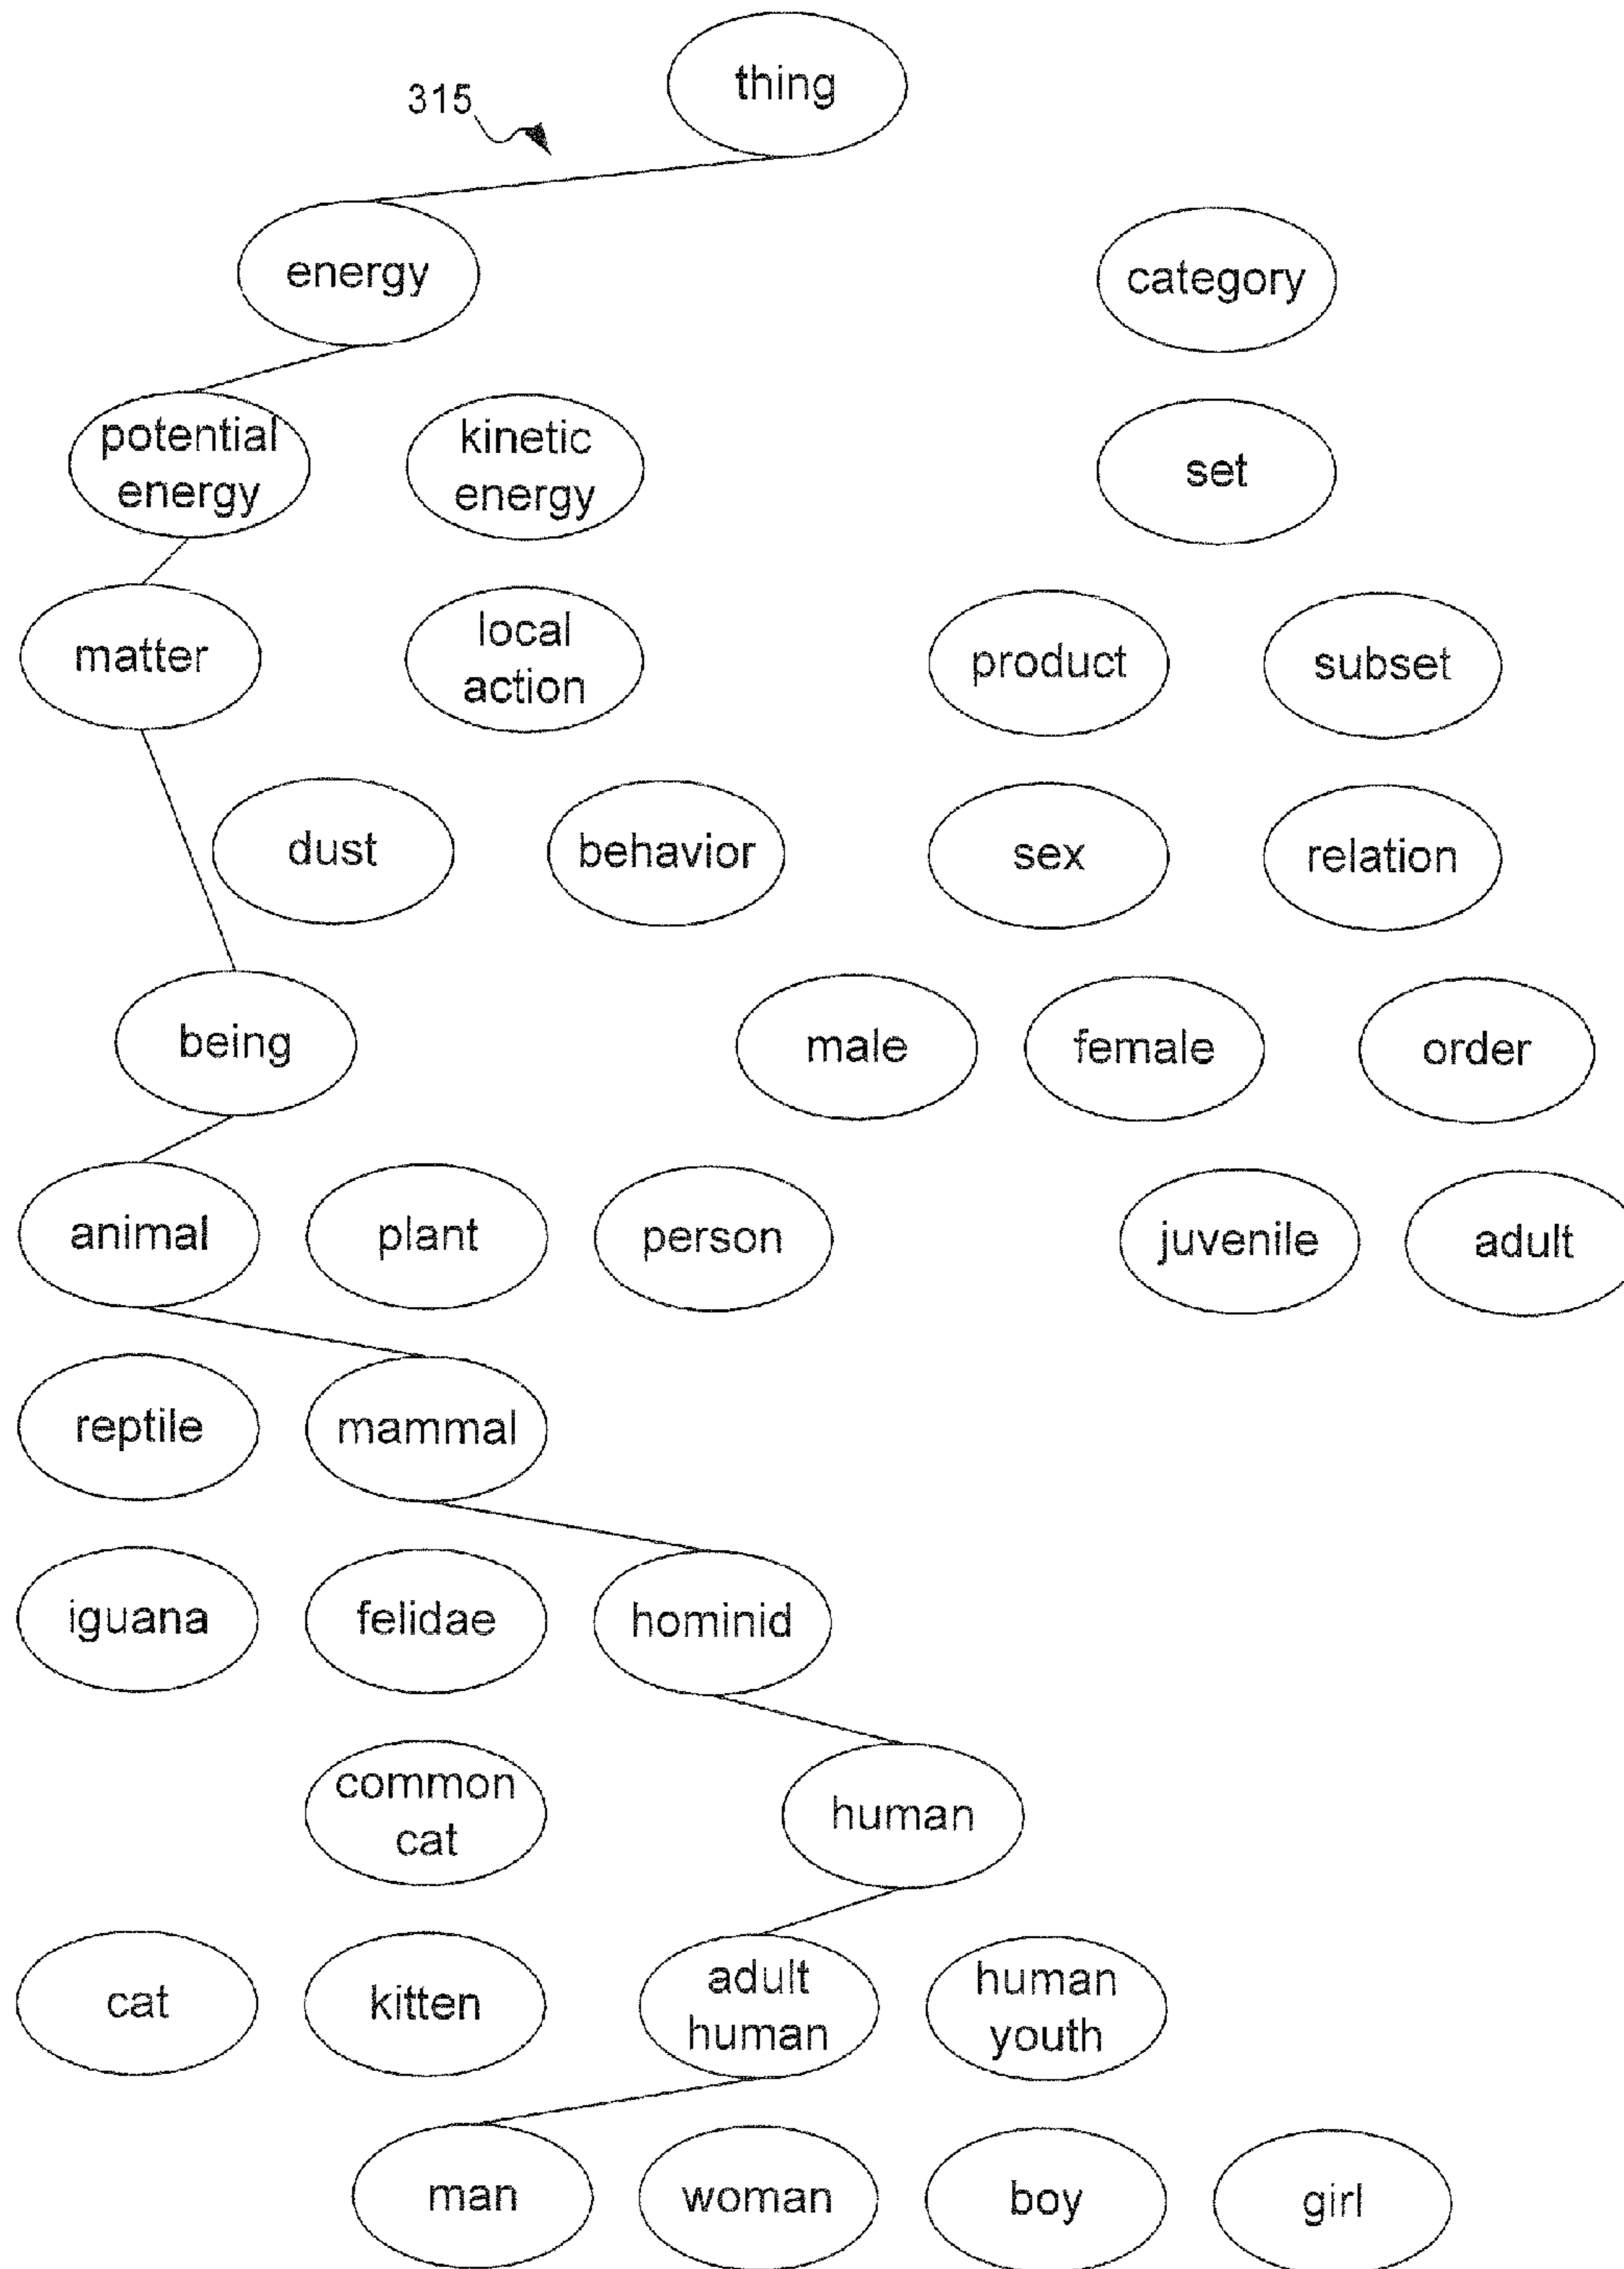 thing
315
energy
category
potential
energy
kinetic
energy
set
matter
local
action
product
subset
dust
behavior
sex
relation
being
male
female
order
animal
plant
person
juvenile
adult
reptile
mammal
iguana
felidae
hominid
common
cat
human
cat
kitten
adult
human
human
youth
man
woman
boy
girl